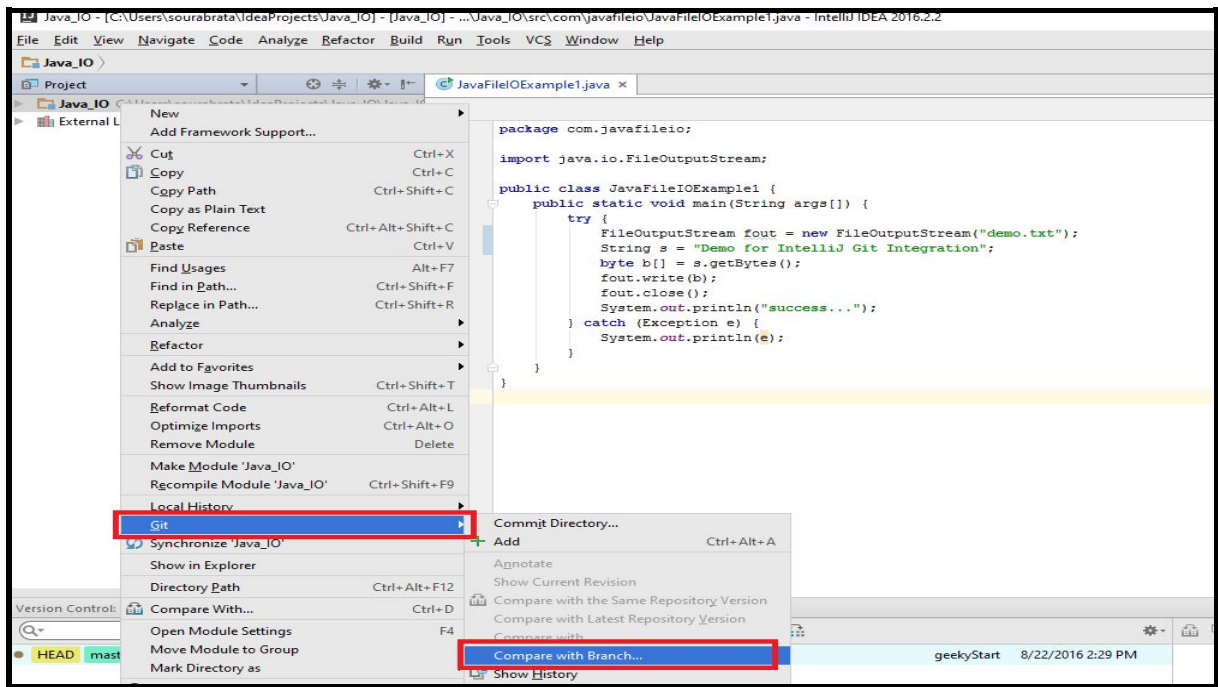 Java_IO - [C:\Users\sourabrata\IdeaProjects\Java_IO] - [Java_IO] - ...\Java_IO\src\com\javafileio\JavaFileIOExample1.java - IntelliJ IDEA 2016.2.2
File Edit View Navigate Code Analyze Refactor Build Run Tools VCS Window Help
Java_IO
Project
JavaFileIOExample1.java
Java_IO
External L
New
Add Framework Support...
Cut Ctrl+X
Copy Ctrl+C
Copy Path Ctrl+Shift+C
Copy as Plain Text
Copy Reference Ctrl+Alt+Shift+C
Paste Ctrl+V
Find Usages Alt+F7
Find in Path... Ctrl+Shift+F
Replace in Path... Ctrl+Shift+R
Analyze
Refactor
Add to Favorites
Show Image Thumbnails Ctrl+Shift+T
Reformat Code Ctrl+Alt+L
Optimize Imports Ctrl+Alt+O
Remove Module Delete
Make Module 'Java_IO'
Recompile Module 'Java_IO' Ctrl+Shift+F9
Local History
Git
Synchronize 'Java_IO'
Show in Explorer
Directory Path Ctrl+Alt+F12
Compare With... Ctrl+D
Open Module Settings F4
Move Module to Group
Mark Directory as
package com.javafileio;
import java.io.FileOutputStream;
public class JavaFileIOExample1 {
public static void main(String args[]) {
try {
FileOutputStream fout = new FileOutputStream("demo.txt");
String s = "Demo for IntelliJ Git Integration";
byte b[] = s.getBytes();
fout.write(b);
fout.close();
System.out.println("success...");
} catch (Exception e) {
System.out.println(e);
}
}
}
Commit Directory...
Add Ctrl+Alt+A
Annotate
Show Current Revision
Compare with the Same Repository Version
Compare with Latest Repository Version
Compare with...
Compare with Branch...
Show History
Version Control:
HEAD mast
geekyStart 8/22/2016 2:29 PM